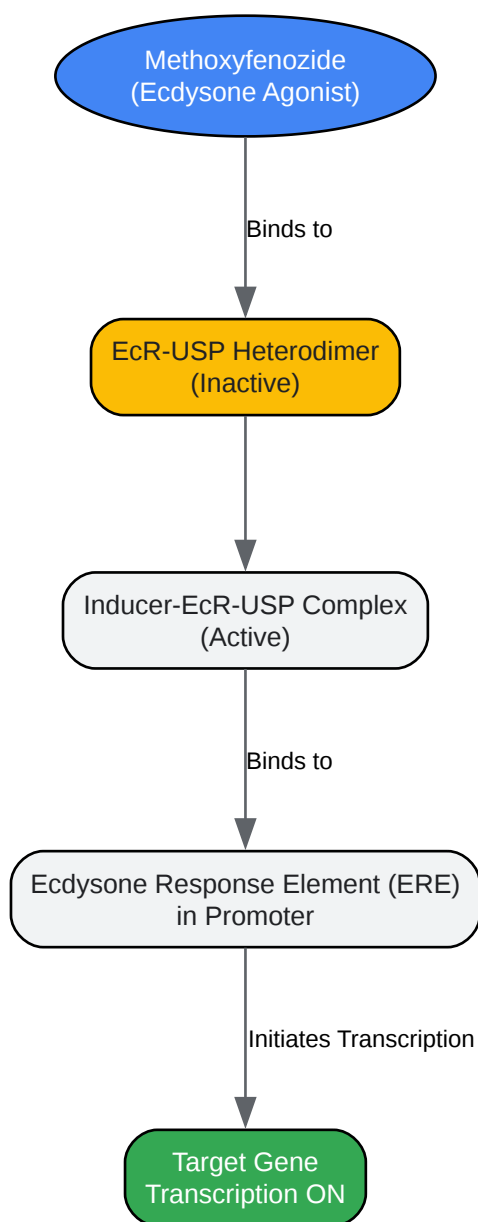 Methoxyfenozide
(Ecdysone Agonist)
Binds to
EcR-USP Heterodimer
(Inactive)
Inducer-EcR-USP Complex
(Active)
Binds to
Ecdysone Response Element (ERE)
in Promoter
Initiates Transcription
Target Gene
Transcription ON